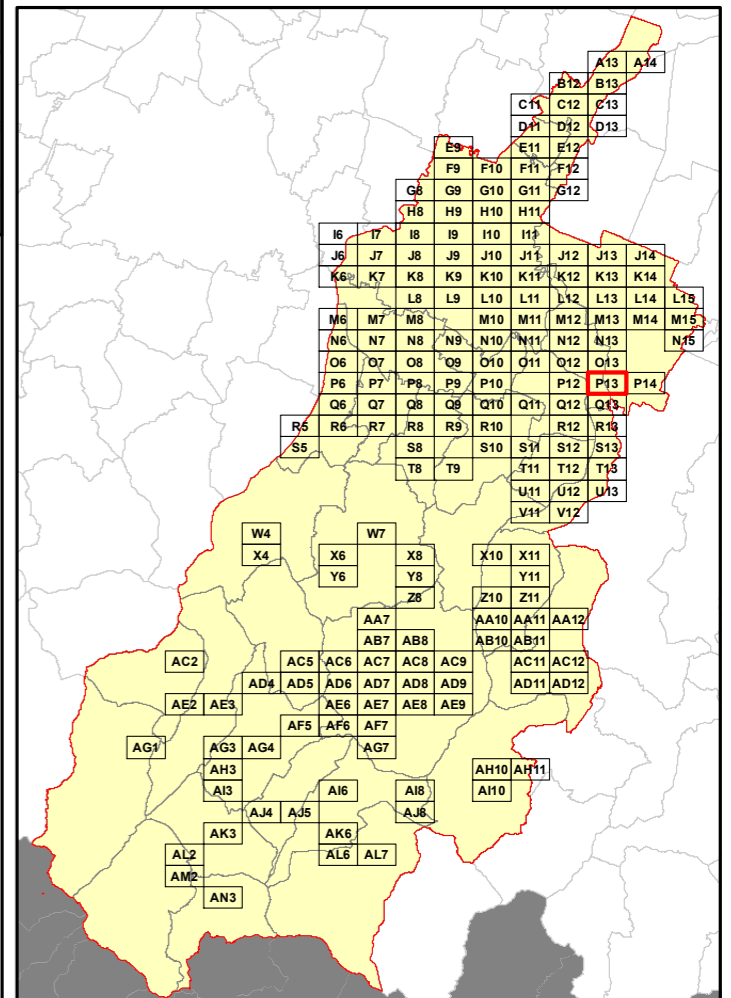 A13 A14
B12 B13
C11 C12 C13
D11 D12 D13
E9 E11 E12
F9 F10 F11 F12
G8 G9 G10 G11 G12
H8 H9 H10 H11
I6 I7 I8 I9 I10 I11
J6 J7 J8 J9 J10 J11 J12 J13 J14
K6 K7 K8 K9 K10 K11 K12 K13 K14
L8 L9 L10 L11 L12 L13 L14 L15
M6 M7 M8 M10 M11 M12 M13 M14 M15
N6 N7 N8 N9 N10 N11 N12 N13 N15
O6 O7 O8 O9 O10 O11 O12 O13
P6 P7 P8 P9 P10 P12 P13 P14
Q6 Q7 Q8 Q9 Q10 Q11 Q12 Q13
R5 R6 R7 R8 R9 R10 R12 R13
S5 S8 S10 S11 S12 S13
T8 T9 T11 T12 T13
U11 U12 U13
V11 V12
W4 W7
X4 X6 X8 X10 X11
Y6 Y8 Y11
Z8 Z10 Z11
AA7 AA10 AA11 AA12
AB7 AB8 AB10 AB11
AC2 AC5 AC6 AC7 AC8 AC9 AC11 AC12
AD4 AD5 AD6 AD7 AD8 AD9 AD11 AD12
AE2 AE3 AE6 AE7 AE8 AE9
AF5 AF6 AF7
AG1 AG3 AG4 AG7
AH3 AH10 AH11
AI3 AI6 AI8 AI10
AJ4 AJ5 AJ8
AK3 AK6
AL2 AL6 AL7
AM2
AN3